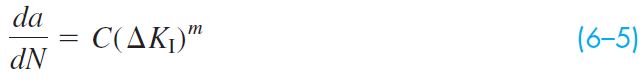 da/dN = C(ΔK_I)^m (6–5)